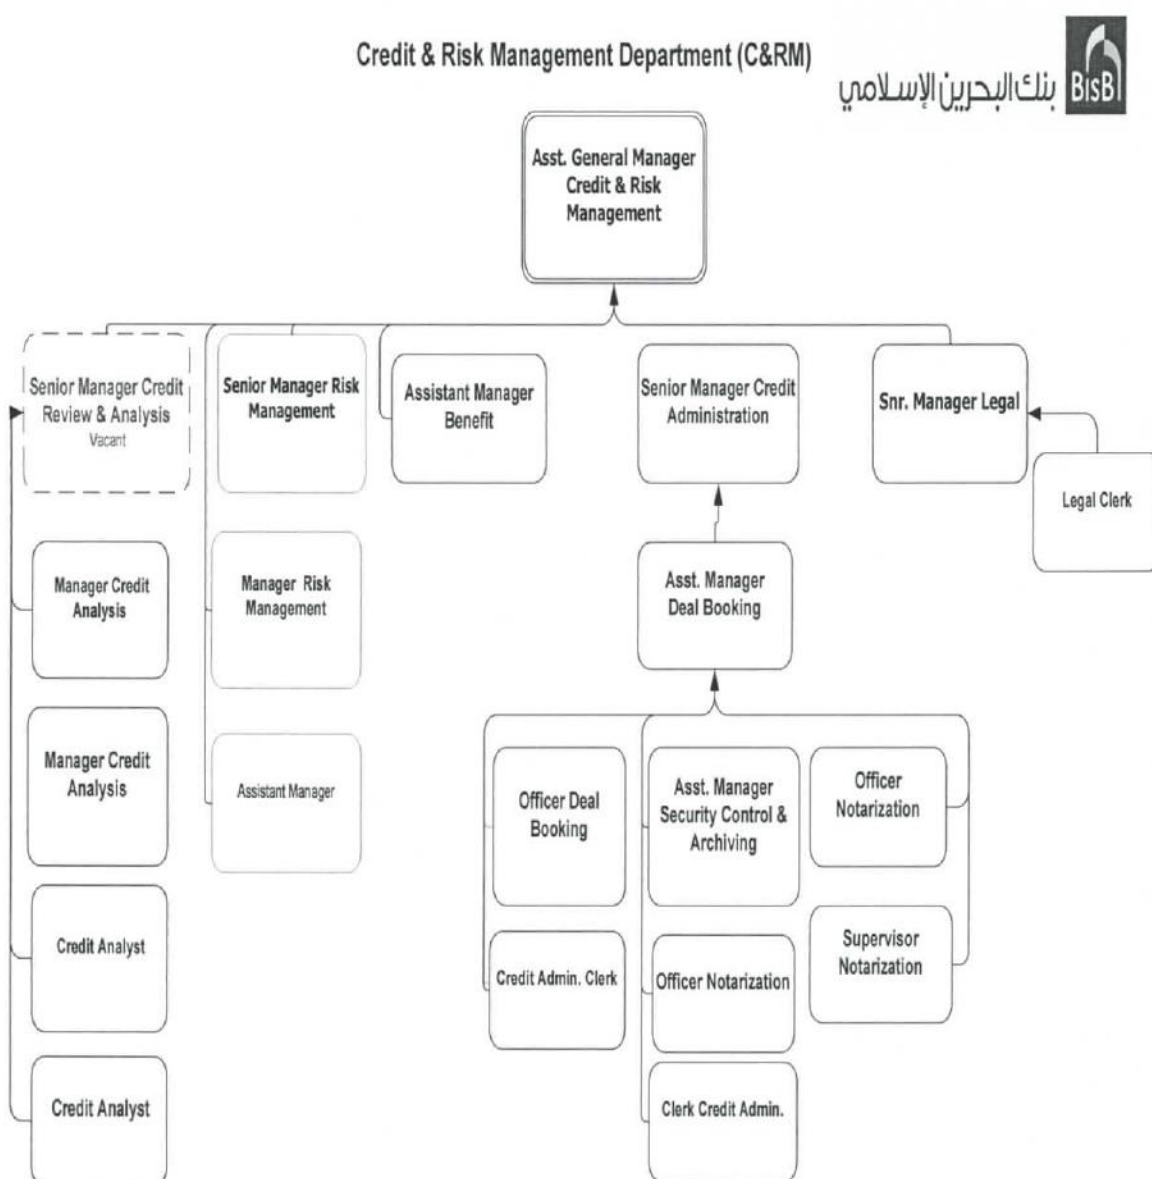 Credit & Risk Management Department (C&RM)
بنك البحرين الإسلامي
BisB
Asst. General Manager
Credit & Risk
Management
Senior Manager Credit
Review & Analysis
Vacant
Senior Manager Risk
Management
Assistant Manager
Benefit
Senior Manager Credit
Administration
Snr. Manager Legal
Legal Clerk
Manager Credit
Analysis
Manager Risk
Management
Asst. Manager
Deal Booking
Manager Credit
Analysis
Assistant Manager
Officer Deal
Booking
Asst. Manager
Security Control &
Archiving
Officer
Notarization
Credit Analyst
Credit Admin. Clerk
Officer Notarization
Supervisor
Notarization
Credit Analyst
Clerk Credit Admin.